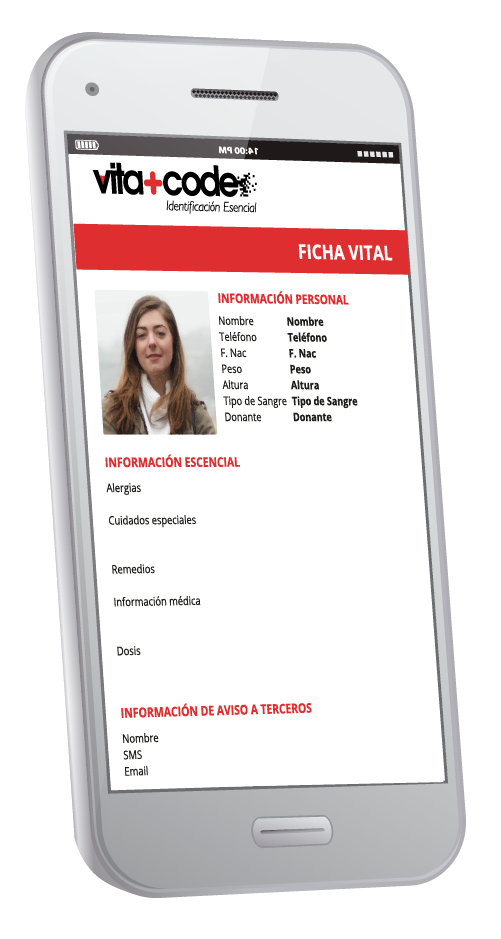 14:00 PM
vita+code
Identificación Esencial
FICHA VITAL
INFORMACIÓN PERSONAL
Nombre Nombre
Teléfono Teléfono
F. Nac F. Nac
Peso Peso
Altura Altura
Tipo de Sangre Tipo de Sangre
Donante Donante
INFORMACIÓN ESCENCIAL
Alergias
Cuidados especiales
Remedios
Información médica
Dosis
INFORMACIÓN DE AVISO A TERCEROS
Nombre
SMS
Email